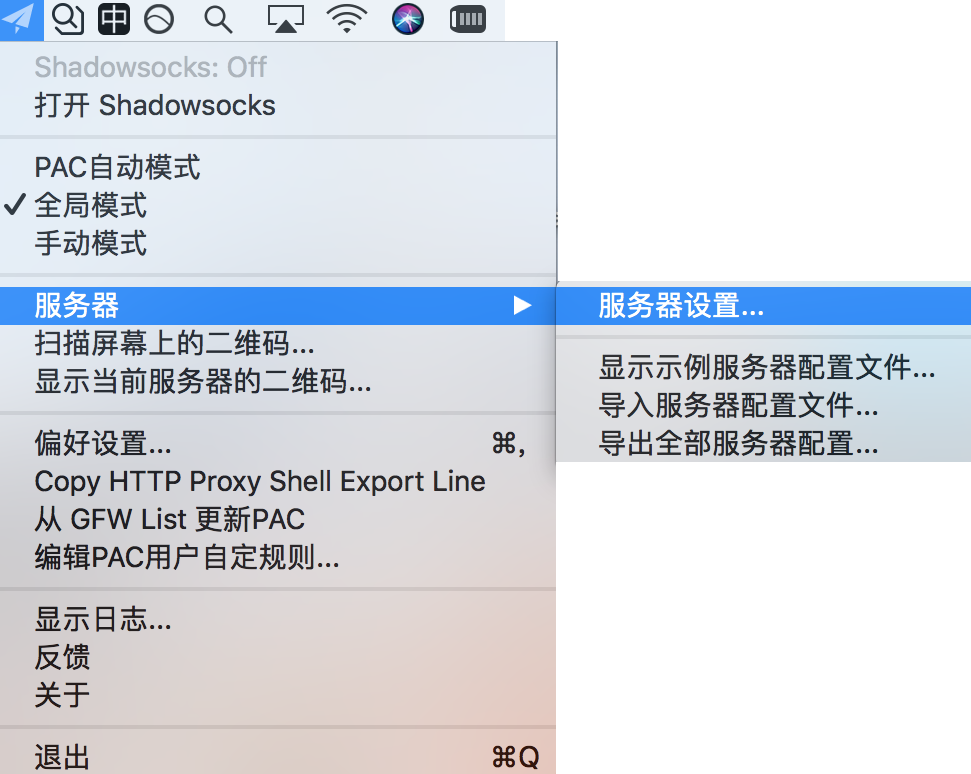 中
Shadowsocks: Off
打开 Shadowsocks
PAC自动模式
全局模式
手动模式
服务器
扫描屏幕上的二维码...
显示当前服务器的二维码...
偏好设置... ⌘,
Copy HTTP Proxy Shell Export Line
从 GFW List 更新PAC
编辑PAC用户自定规则...
显示日志...
反馈
关于
退出 ⌘Q
服务器设置...
显示示例服务器配置文件...
导入服务器配置文件...
导出全部服务器配置...